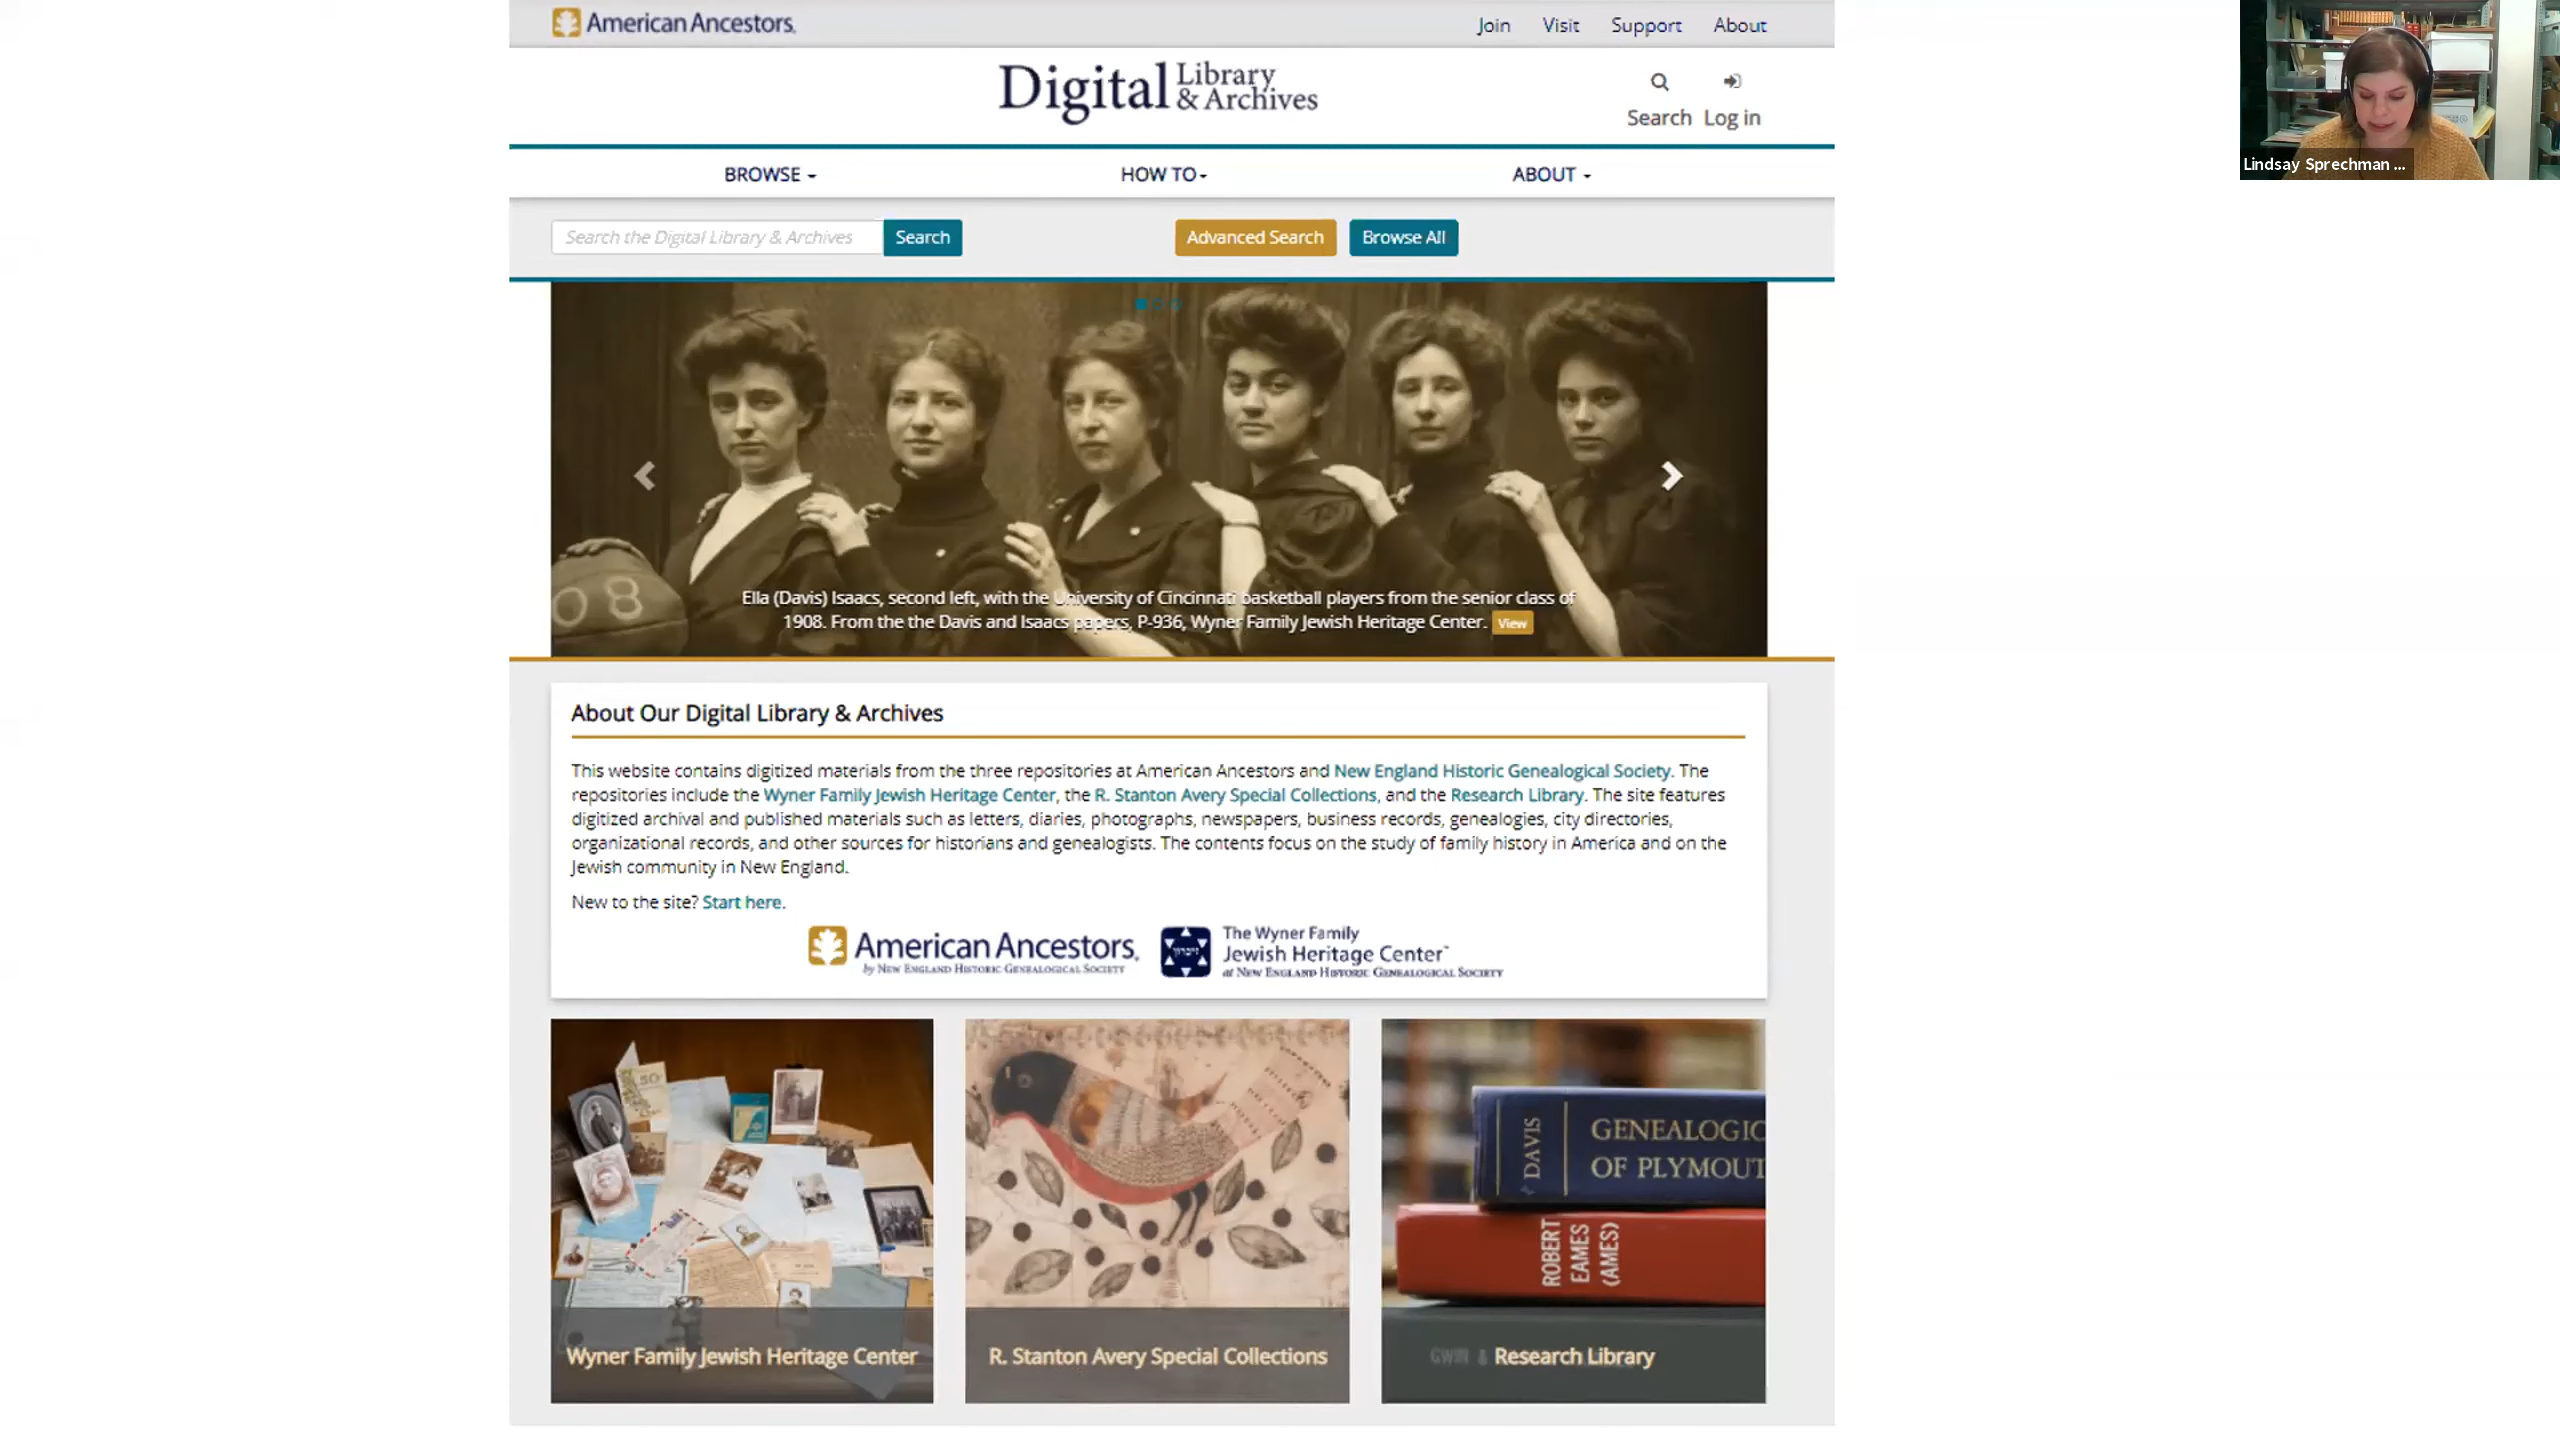 American Ancestors
Join Visit Support About
Digital Library & Archives
Search Log in
BROWSE HOW TO ABOUT
Search the Digital Library & Archives Search Advanced Search Browse All
Lindsay Sprechman ...
08
Ella (Davis) Isaacs, second left, with the University of Cincinnati basketball players from the senior class of
1908. From the the Davis and Isaacs papers, P-936, Wyner Family Jewish Heritage Center. View
About Our Digital Library & Archives
This website contains digitized materials from the three repositories at American Ancestors and New England Historic Genealogical Society. The
repositories include the Wyner Family Jewish Heritage Center, the R. Stanton Avery Special Collections, and the Research Library. The site features
digitized archival and published materials such as letters, diaries, photographs, newspapers, business records, genealogies, city directories,
organizational records, and other sources for historians and genealogists. The contents focus on the study of family history in America and on the
Jewish community in New England.
New to the site? Start here.
American Ancestors
by NEW ENGLAND HISTORIC GENEALOGICAL SOCIETY
The Wyner Family
Jewish Heritage Center™
at NEW ENGLAND HISTORIC GENEALOGICAL SOCIETY
50
DAVIS
GENEALOGIC
OF PLYMOUT
ROBERT
EAMES
(AMES)
Wyner Family Jewish Heritage Center
R. Stanton Avery Special Collections
GWIN &
Research Library